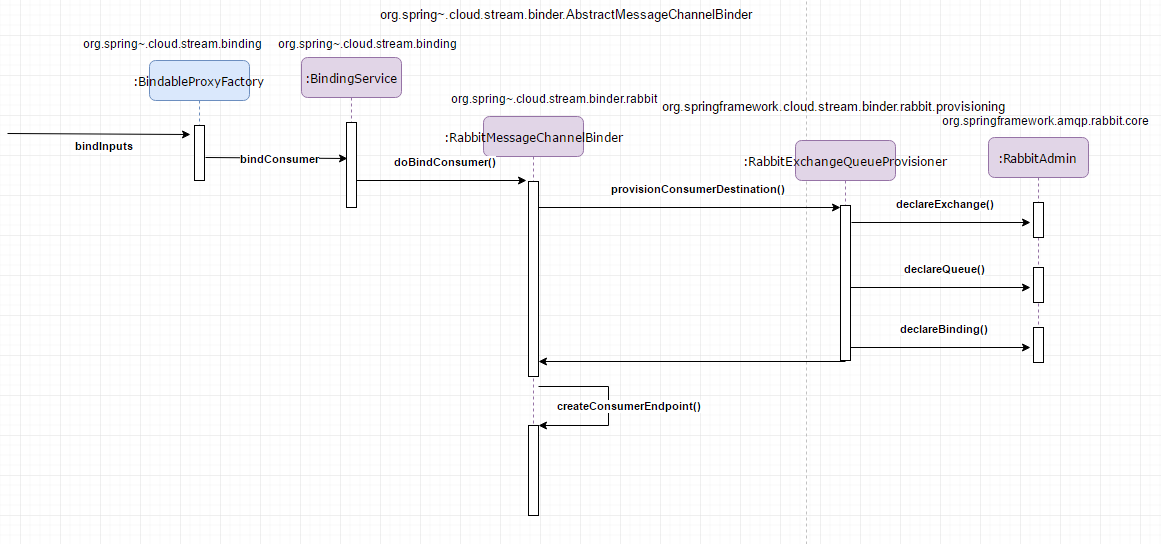 org.spring~.cloud.stream.binder.AbstractMessageChannelBinder
org.spring~.cloud.stream.binding
org.spring~.cloud.stream.binding
:BindableProxyFactory
:BindingService
org.spring~.cloud.stream.binder.rabbit
org.springframework.cloud.stream.binder.rabbit.provisioning
org.springframework.amqp.rabbit.core
:RabbitMessageChannelBinder
:RabbitExchangeQueueProvisioner
:RabbitAdmin
bindInputs
bindConsumer
doBindConsumer()
provisionConsumerDestination()
declareExchange()
declareQueue()
declareBinding()
createConsumerEndpoint()